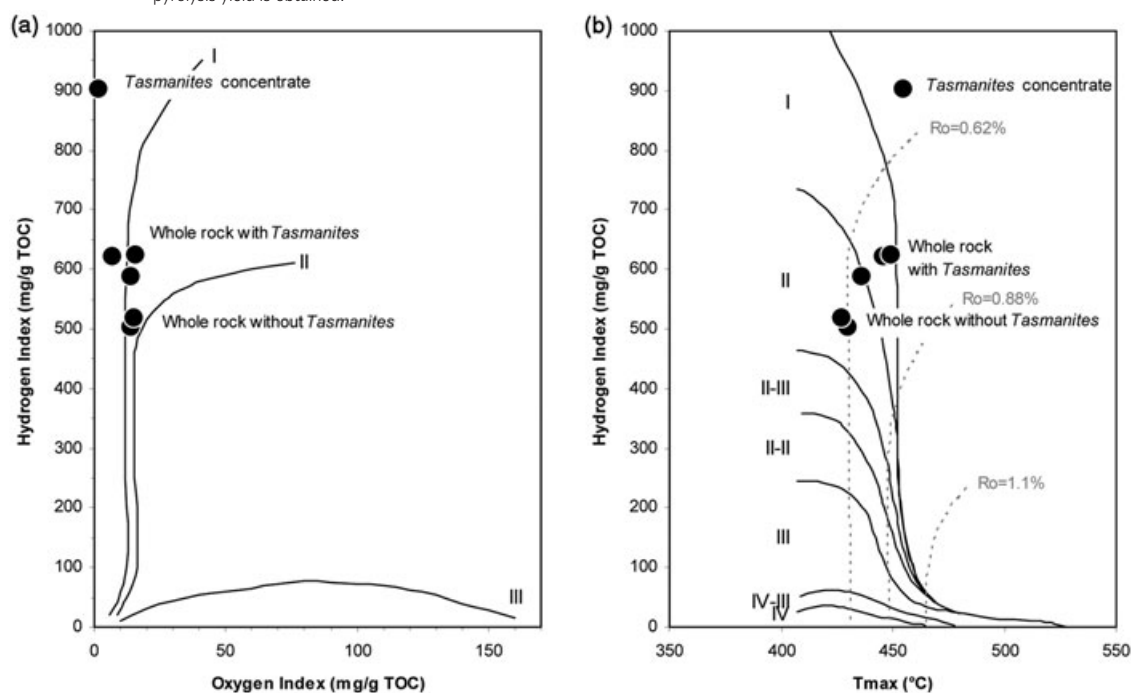 pyrolysis yield is obtained.
(a)
1000
900
800
700
600
500
400
300
200
100
0
Hydrogen Index (mg/g TOC)
I
Tasmanites concentrate
Whole rock with Tasmanites
II
Whole rock without Tasmanites
III
0 50 100 150
Oxygen Index (mg/g TOC)
(b)
1000
900
800
700
600
500
400
300
200
100
0
Hydrogen Index (mg/g TOC)
I
Tasmanites concentrate
Ro=0.62%
II
Whole rock
with Tasmanites
Ro=0.88%
Whole rock without Tasmanites
II-III
II-II
Ro=1.1%
III
IV-III
IV
350 400 450 500 550
Tmax (°C)